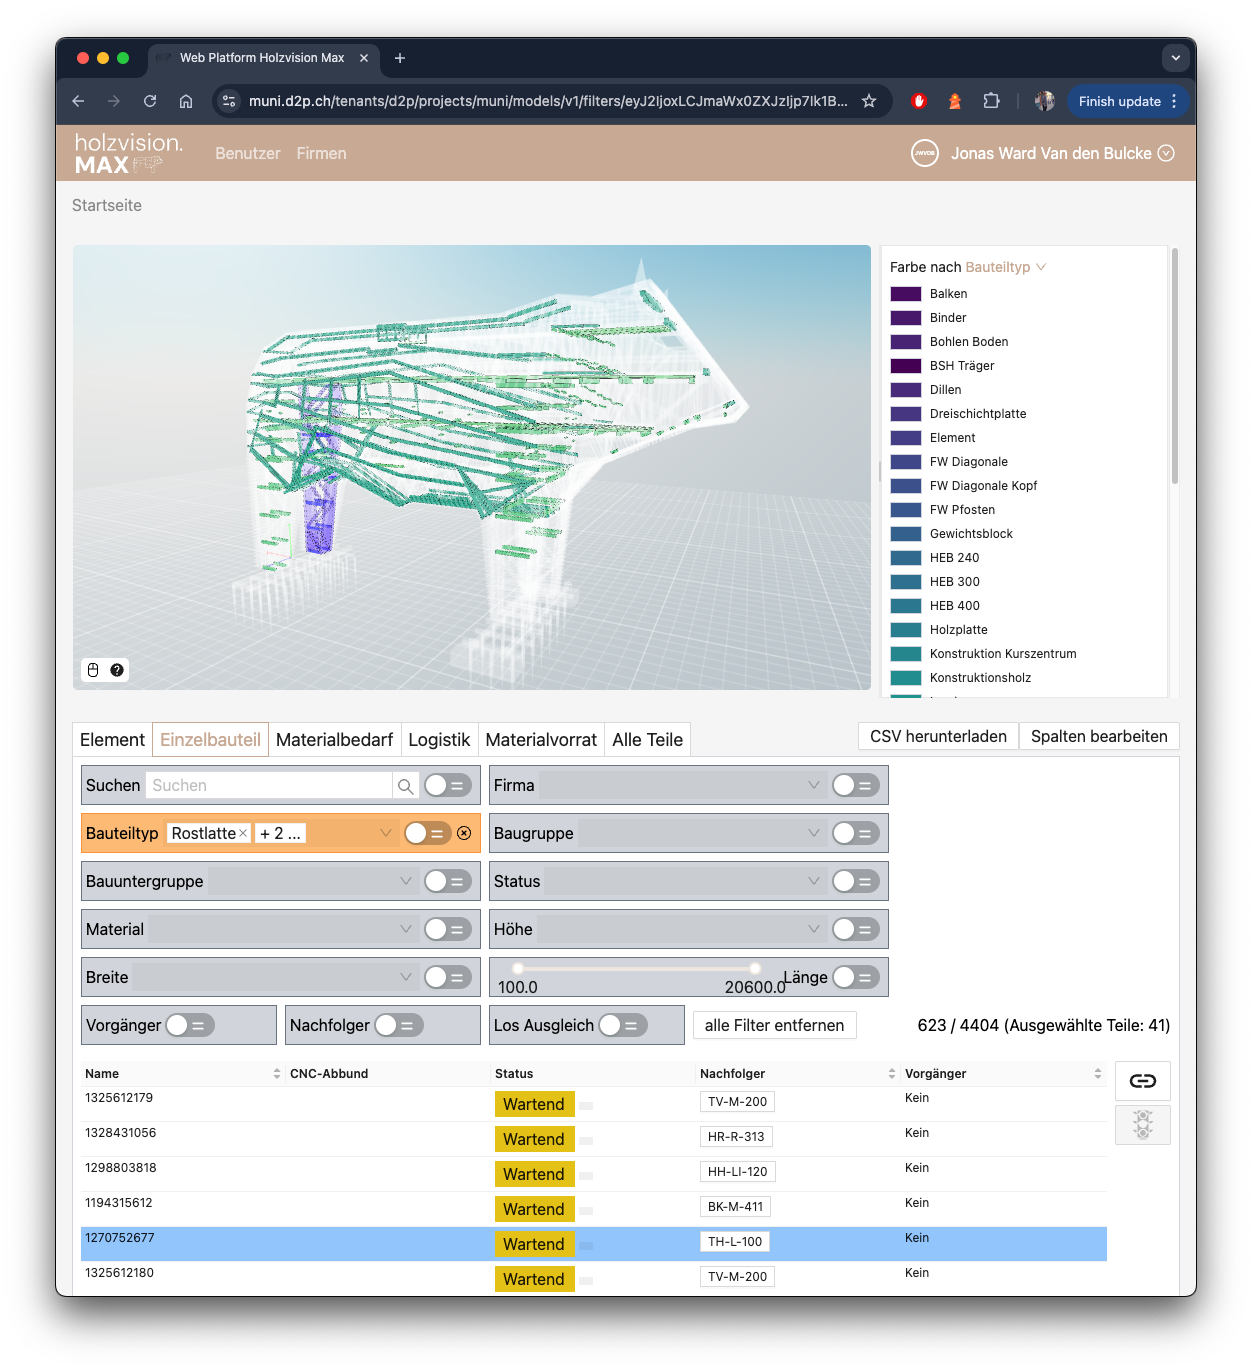 Web Platform Holzvision Max
muni.d2p.ch/tenants/d2p/projects/muni/models/v1/filters/eyJ2IjoxLCJmaWx0ZXJzIjp7Ik1B...
Finish update
holzvision.
MAX
Benutzer
Firmen
JWVDB
Jonas Ward Van den Bulcke
Startseite
Farbe nach Bauteiltyp
Balken
Binder
Bohlen Boden
BSH Träger
Dillen
Dreischichtplatte
Element
FW Diagonale
FW Diagonale Kopf
FW Pfosten
Gewichtsblock
HEB 240
HEB 300
HEB 400
Holzplatte
Konstruktion Kurszentrum
Konstruktionsholz
Element
Einzelbauteil
Materialbedarf
Logistik
Materialvorrat
Alle Teile
CSV herunterladen
Spalten bearbeiten
Suchen Suchen
Firma
Bauteiltyp Rostlatte × + 2 ...
Baugruppe
Bauuntergruppe
Status
Material
Höhe
Breite
100.0 20600.0 Länge
Vorgänger
Nachfolger
Los Ausgleich
alle Filter entfernen
623 / 4404 (Ausgewählte Teile: 41)
Name CNC-Abbund Status Nachfolger Vorgänger
1325612179 Wartend TV-M-200 Kein
1328431056 Wartend HR-R-313 Kein
1298803818 Wartend HH-LI-120 Kein
1194315612 Wartend BK-M-411 Kein
1270752677 Wartend TH-L-100 Kein
1325612180 Wartend TV-M-200 Kein